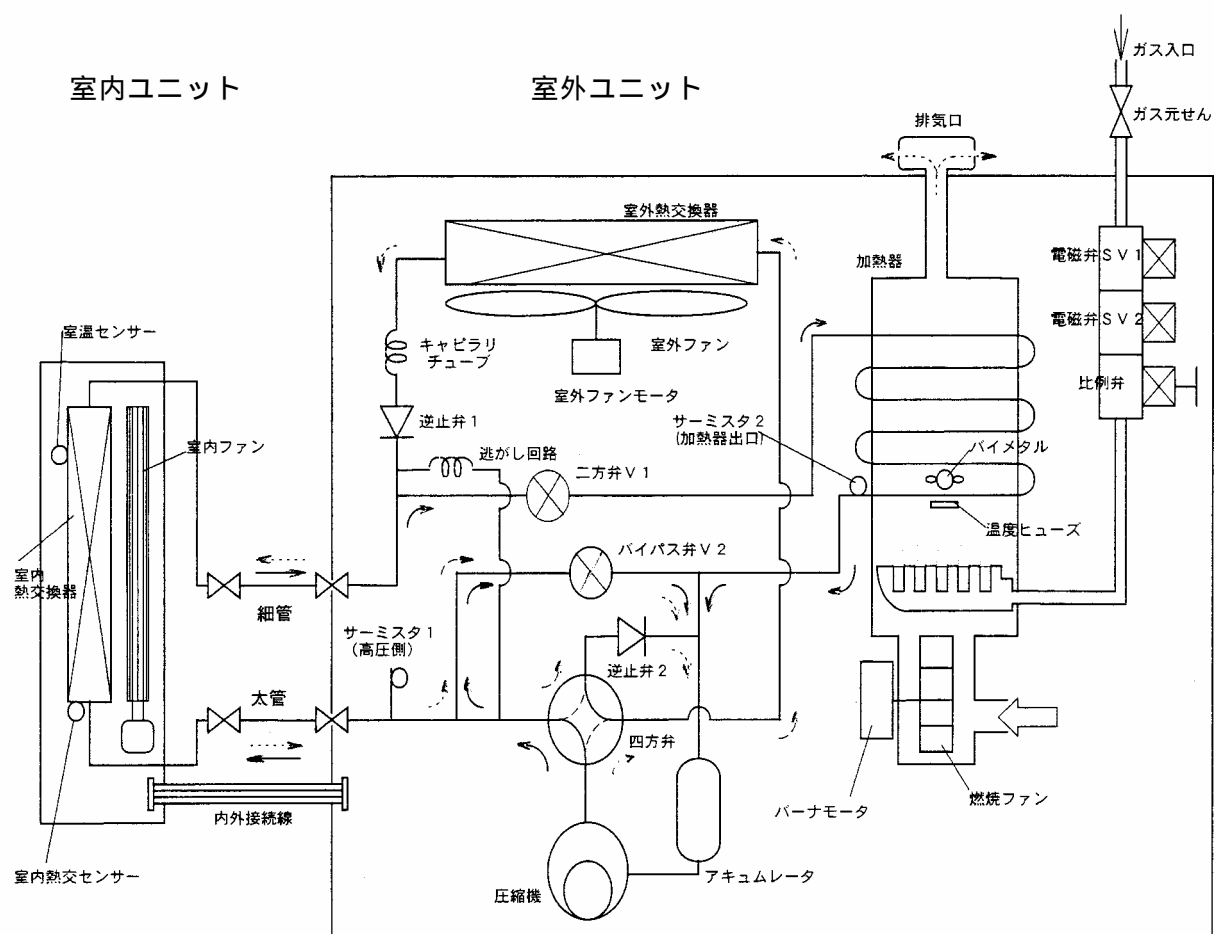 ガス入口
室内ユニット
室外ユニット
ガス元せん
排気口
室外熱交換器
電磁弁SV1
加熱器
電磁弁SV2
室温センサー
キャピラリ
チューブ
室外ファン
比例弁
室外ファンモータ
逆止弁1
サーミスタ2
(加熱器出口)
室内ファン
バイメタル
逃がし回路
二方弁V1
温度ヒューズ
バイパス弁V2
室内
熱交換器
細管
サーミスタ1
(高圧側)
逆止弁2
太管
四方弁
燃焼ファン
バーナモータ
内外接続線
室内熱交センサー
アキュムレータ
圧縮機